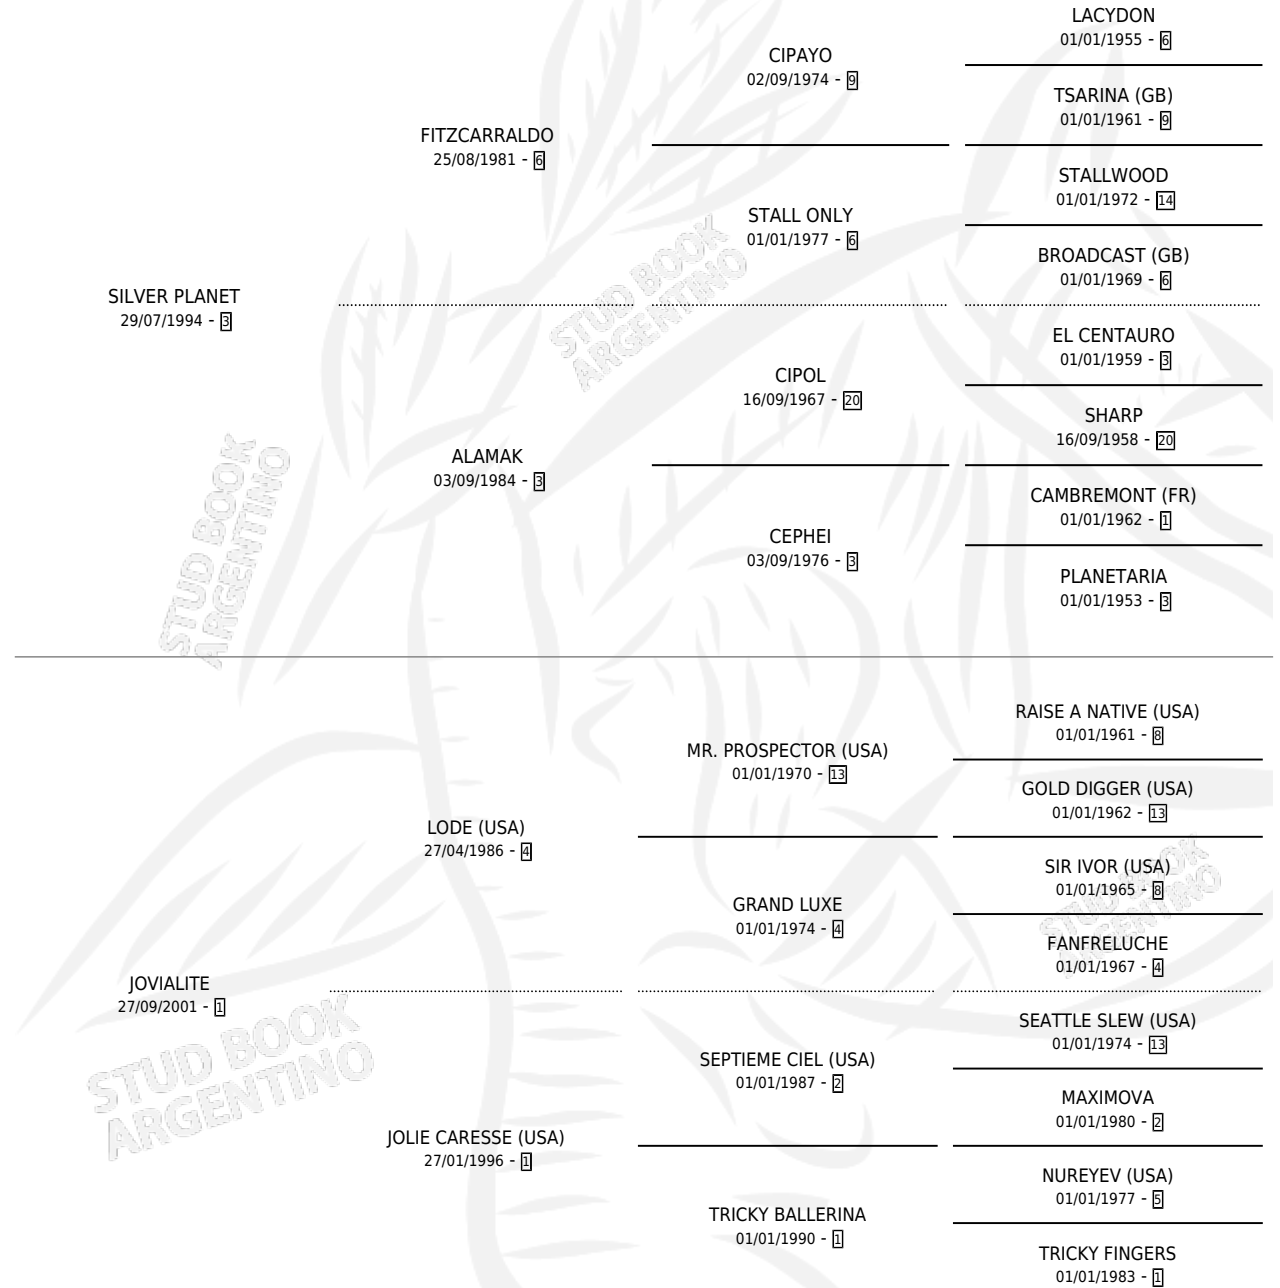 LACYDON
01/01/1955 - 6
CIPAYO
02/09/1974 - 9
TSARINA (GB)
01/01/1961 - 9
FITZCARRALDO
25/08/1981 - 6
STALLWOOD
01/01/1972 - 14
STALL ONLY
01/01/1977 - 6
BROADCAST (GB)
01/01/1969 - 6
SILVER PLANET
29/07/1994 - 3
STUD BOOK
ARGENTINO
EL CENTAURO
01/01/1959 - 3
CIPOL
16/09/1967 - 20
SHARP
16/09/1958 - 20
ALAMAK
03/09/1984 - 3
CAMBREMONT (FR)
01/01/1962 - 1
CEPHEI
03/09/1976 - 3
PLANETARIA
01/01/1953 - 3
STUD BOOK
ARGENTINO
RAISE A NATIVE (USA)
01/01/1961 - 8
MR. PROSPECTOR (USA)
01/01/1970 - 13
GOLD DIGGER (USA)
01/01/1962 - 13
LODE (USA)
27/04/1986 - 4
SIR IVOR (USA)
01/01/1965 - 8
GRAND LUXE
01/01/1974 - 4
FANFRELUCHE
01/01/1967 - 4
STUD BOOK
ARGENTINO
JOVIALITE
27/09/2001 - 1
SEATTLE SLEW (USA)
01/01/1974 - 13
SEPTIEME CIEL (USA)
01/01/1987 - 2
MAXIMOVA
01/01/1980 - 2
STUD BOOK
ARGENTINO
JOLIE CARESSE (USA)
27/01/1996 - 1
NUREYEV (USA)
01/01/1977 - 5
TRICKY BALLERINA
01/01/1990 - 1
TRICKY FINGERS
01/01/1983 - 1